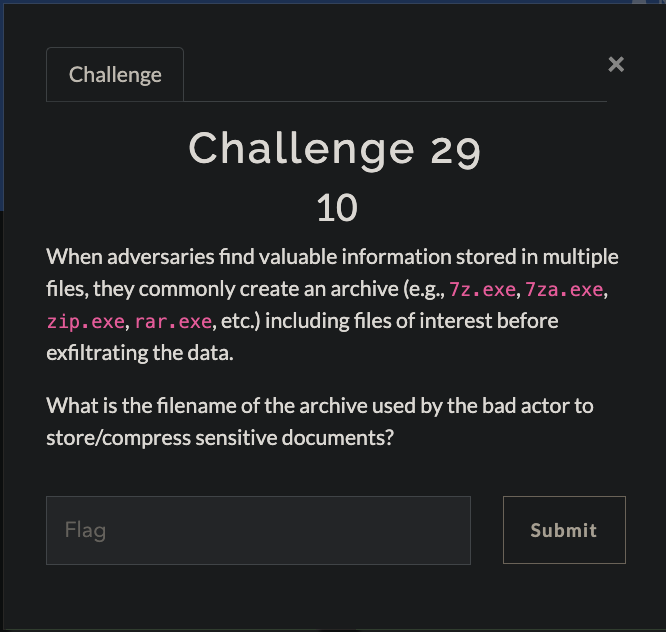 Challenge
×
Challenge 29
10
When adversaries find valuable information stored in multiple
files, they commonly create an archive (e.g., 7z.exe, 7za.exe,
zip.exe, rar.exe, etc.) including files of interest before
exfiltrating the data.
What is the filename of the archive used by the bad actor to
store/compress sensitive documents?
Flag
Submit